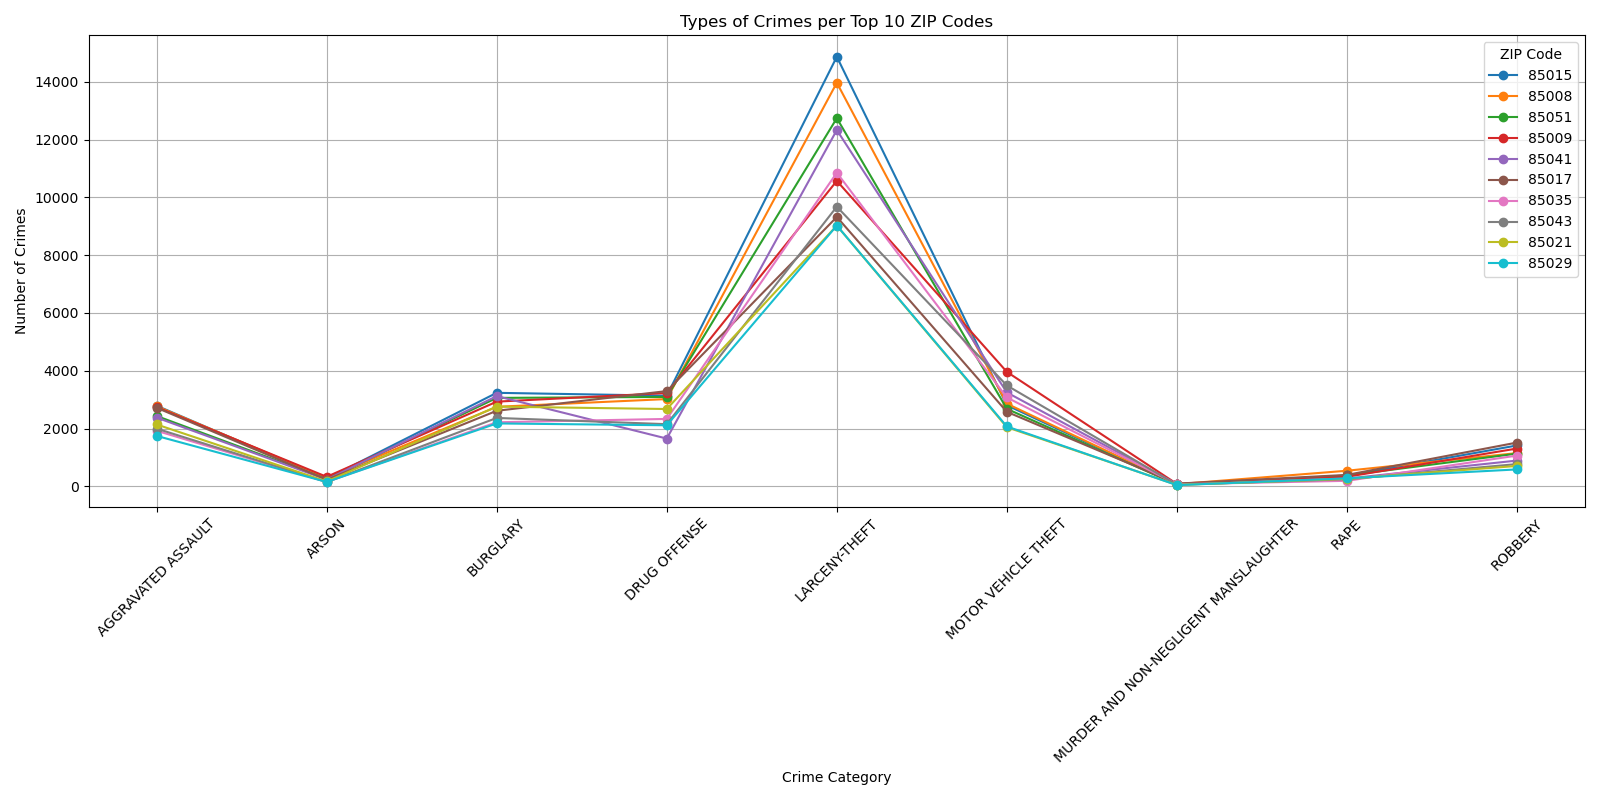 Types of Crimes per Top 10 ZIP Codes
ZIP Code
85015
85008
85051
85009
85041
85017
85035
85043
85021
85029
Number of Crimes
14000
12000
10000
8000
6000
4000
2000
0
AGGRAVATED ASSAULT
ARSON
BURGLARY
DRUG OFFENSE
LARCENY-THEFT
MOTOR VEHICLE THEFT
MURDER AND NON-NEGLIGENT MANSLAUGHTER
RAPE
ROBBERY
Crime Category